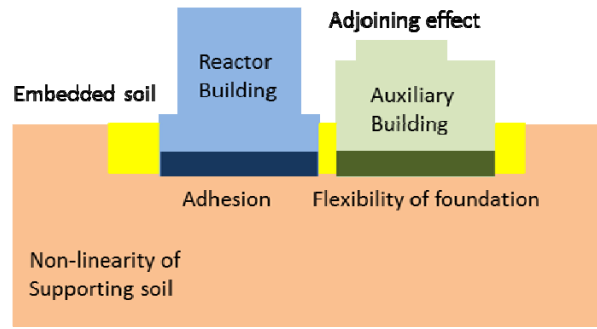 Adjoining effect
Reactor
Building
Embedded soil
Auxiliary
Building
Adhesion
Flexibility of foundation
Non-linearity of
Supporting soil